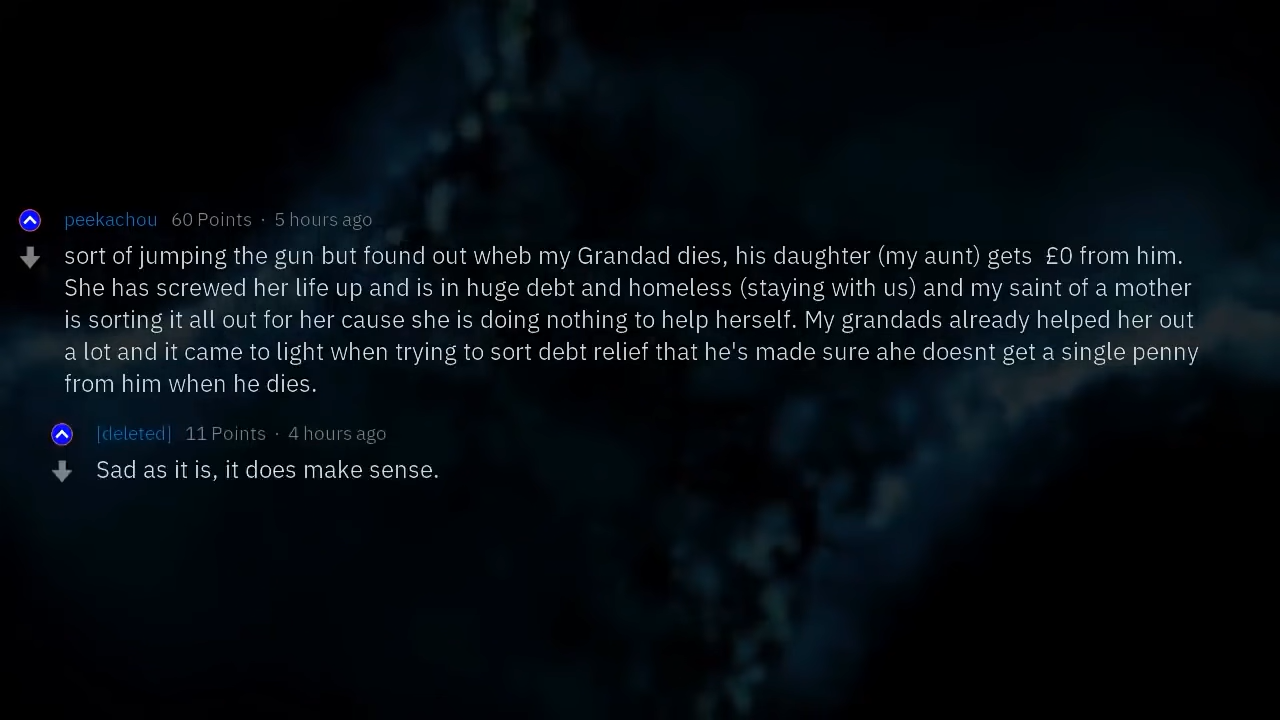 peekachou 60 Points · 5 hours ago
sort of jumping the gun but found out wheb my Grandad dies, his daughter (my aunt) gets  £0 from him.
She has screwed her life up and is in huge debt and homeless (staying with us) and my saint of a mother
is sorting it all out for her cause she is doing nothing to help herself. My grandads already helped her out
a lot and it came to light when trying to sort debt relief that he's made sure ahe doesnt get a single penny
from him when he dies.
[deleted] 11 Points · 4 hours ago
Sad as it is, it does make sense.